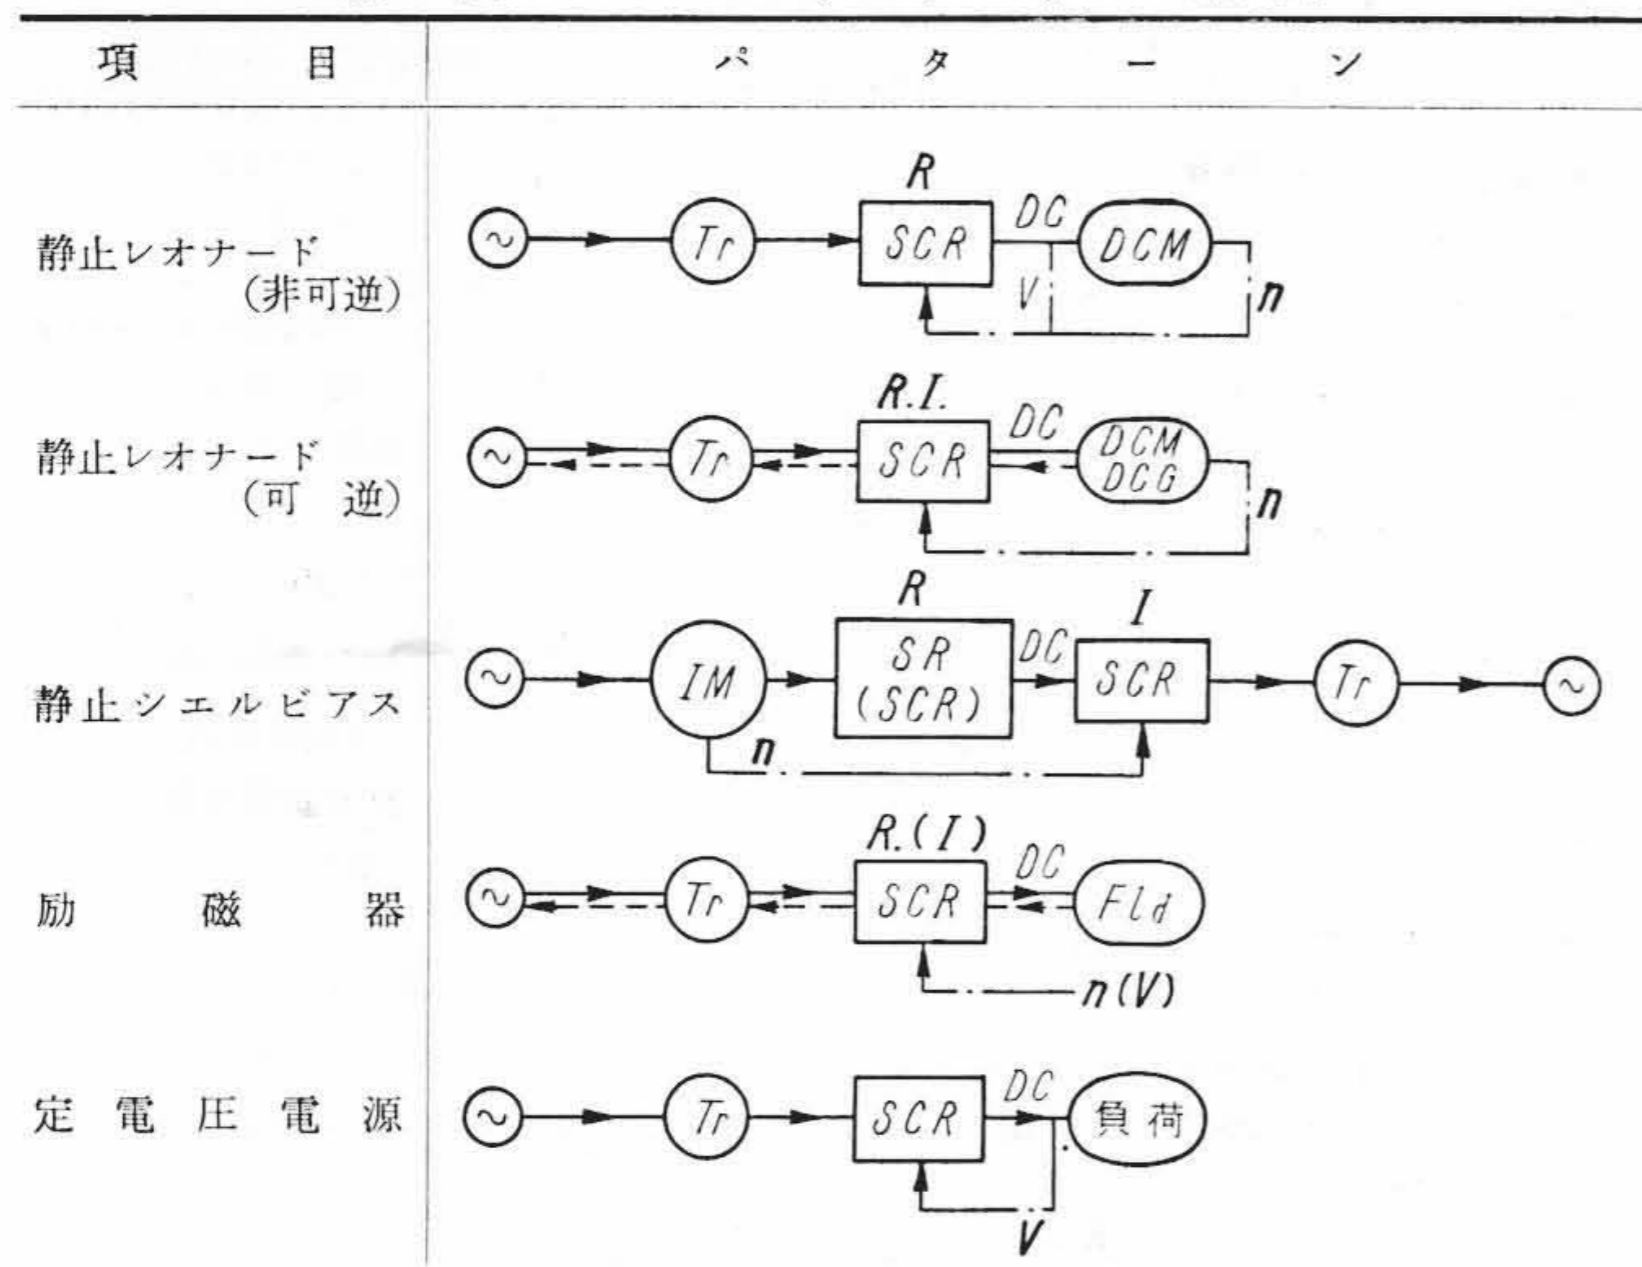 項目 パターン
静止レオナード
(非可逆)
R
~ Tr SCR DC DCM
V n
静止レオナード
(可逆)
R.I.
~ Tr SCR DC DCM
DCG
n
静止シエルビアス
R I
~ IM SR
(SCR) DC SCR Tr ~
n
励磁器
R.(I)
~ Tr SCR DC Fld
n(V)
定電圧電源
~ Tr SCR DC 負荷
V